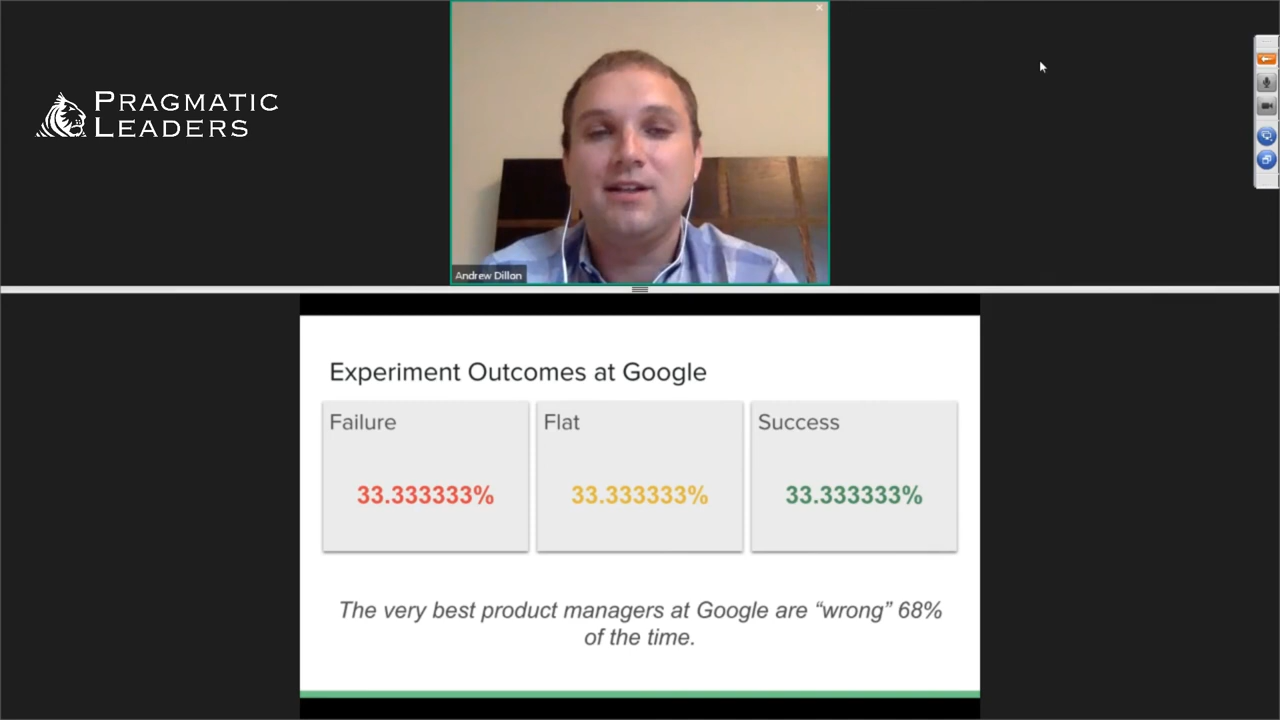 PRAGMATIC
LEADERS
Andrew Dillon
Experiment Outcomes at Google
Failure
Flat
Success
33.333333%
33.333333%
33.333333%
The very best product managers at Google are “wrong” 68%
of the time.